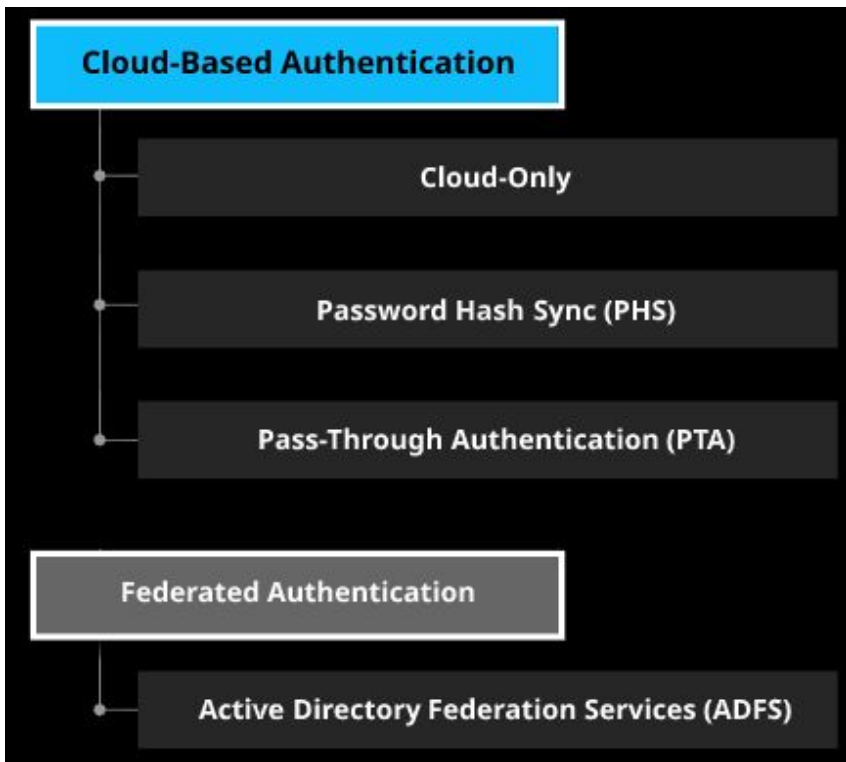 Cloud-Based Authentication
Cloud-Only
Password Hash Sync (PHS)
Pass-Through Authentication (PTA)
Federated Authentication
Active Directory Federation Services (ADFS)